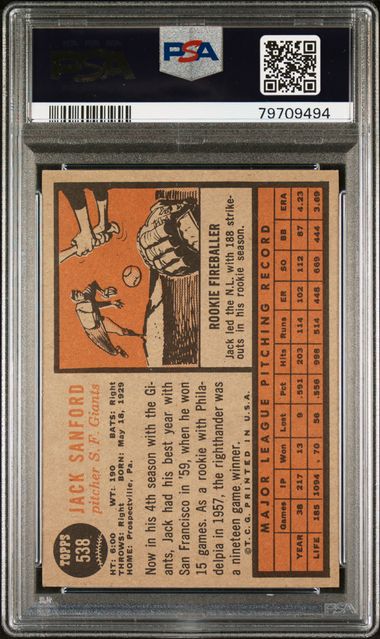 PSA
PSA
79709494
TOPPS
538
JACK SANFORD
pitcher S.F. Giants
HT: 6:00 WT: 190 BATS: Right
THROWS: Right BORN: May 18, 1929
HOME: Prospectville, Pa.
Now in his 4th season with the Gi-
ants, Jack had his best year with
San Francisco in '59, when he won
15 games. As a rookie with Phila-
delpia in 1957, the righthander was
a nineteen game winner.
©T.C.G. PRINTED IN U.S.A.
ROOKIE FIREBALLER
Jack led the N.L. with 188 strike-
outs in his rookie season.
MAJOR LEAGUE PITCHING RECORD
Games IP Won Lost Pct Hits Runs ER SO BB ERA
YEAR 38 217 13 9 .591 203 114 102 112 87 4.23
LIFE 185 1094 70 56 .556 998 514 448 669 444 3.69